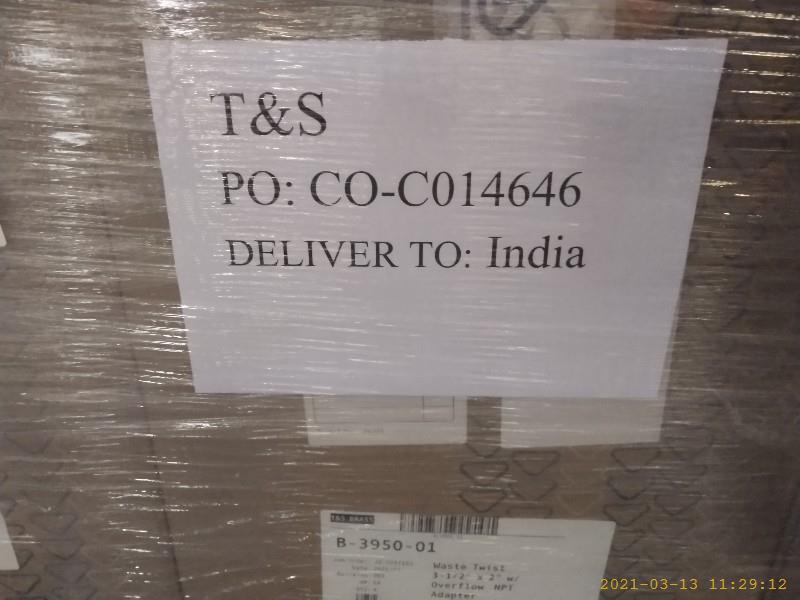 T&S
PO: CO-C014646
DELIVER TO: India
T&S BRASS
B-3950-01
Waste Twist
3-1/2" x 2" w/
Overflow NPT
Adapter
2021-03-13 11:29:12